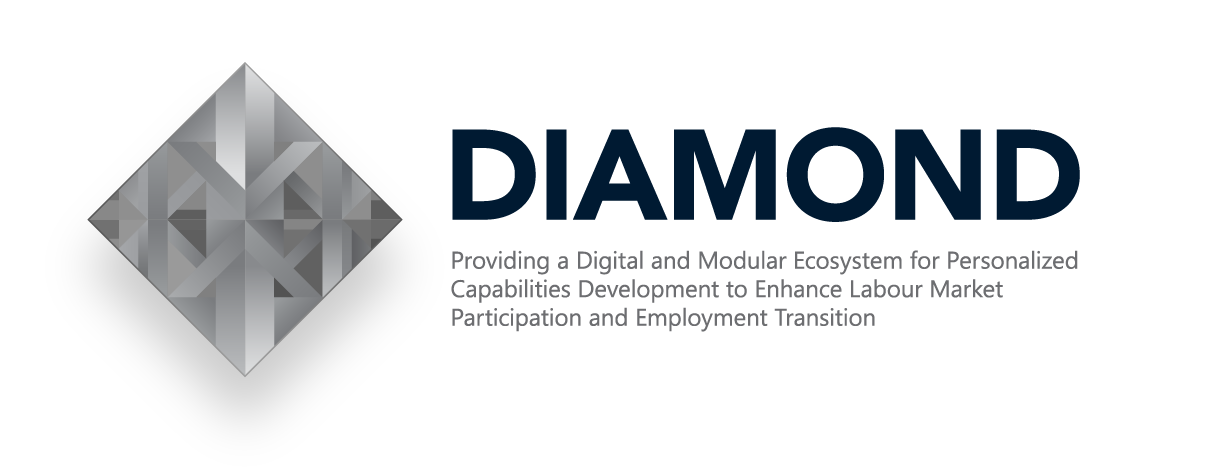 DIAMOND
Providing a Digital and Modular Ecosystem for Personalized
Capabilities Development to Enhance Labour Market
Participation and Employment Transition